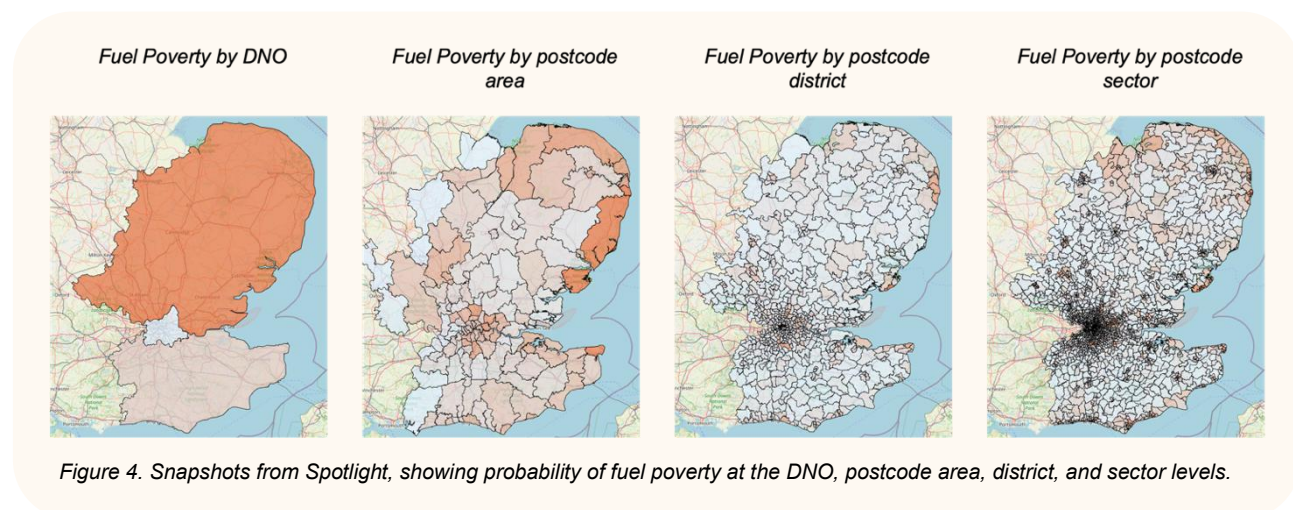 Fuel Poverty by DNO
Fuel Poverty by postcode
area
Fuel Poverty by postcode
district
Fuel Poverty by postcode
sector
Figure 4. Snapshots from Spotlight, showing probability of fuel poverty at the DNO, postcode area, district, and sector levels.